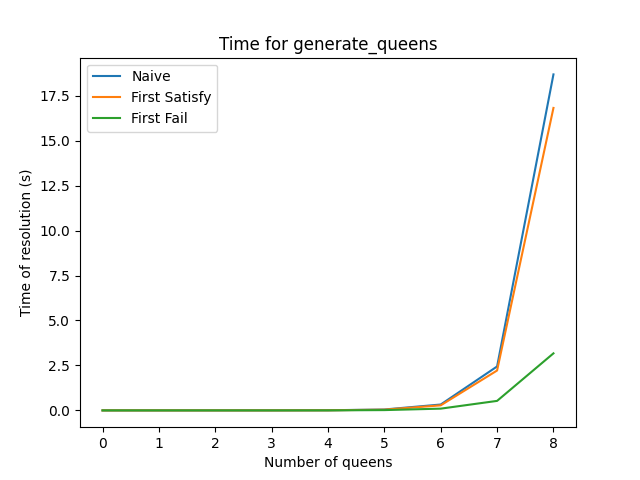 Time for generate_queens
Naive
First Satisfy
First Fail
17.5
15.0
12.5
10.0
7.5
5.0
2.5
0.0
Time of resolution (s)
0 1 2 3 4 5 6 7 8
Number of queens